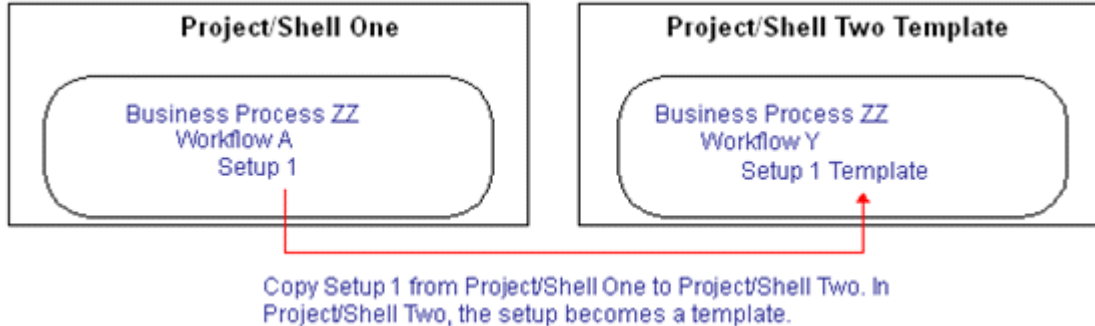 Project/Shell One
Business Process ZZ
Workflow A
Setup 1
Project/Shell Two Template
Business Process ZZ
Workflow Y
Setup 1 Template
Copy Setup 1 from Project/Shell One to Project/Shell Two. In
Project/Shell Two, the setup becomes a template.